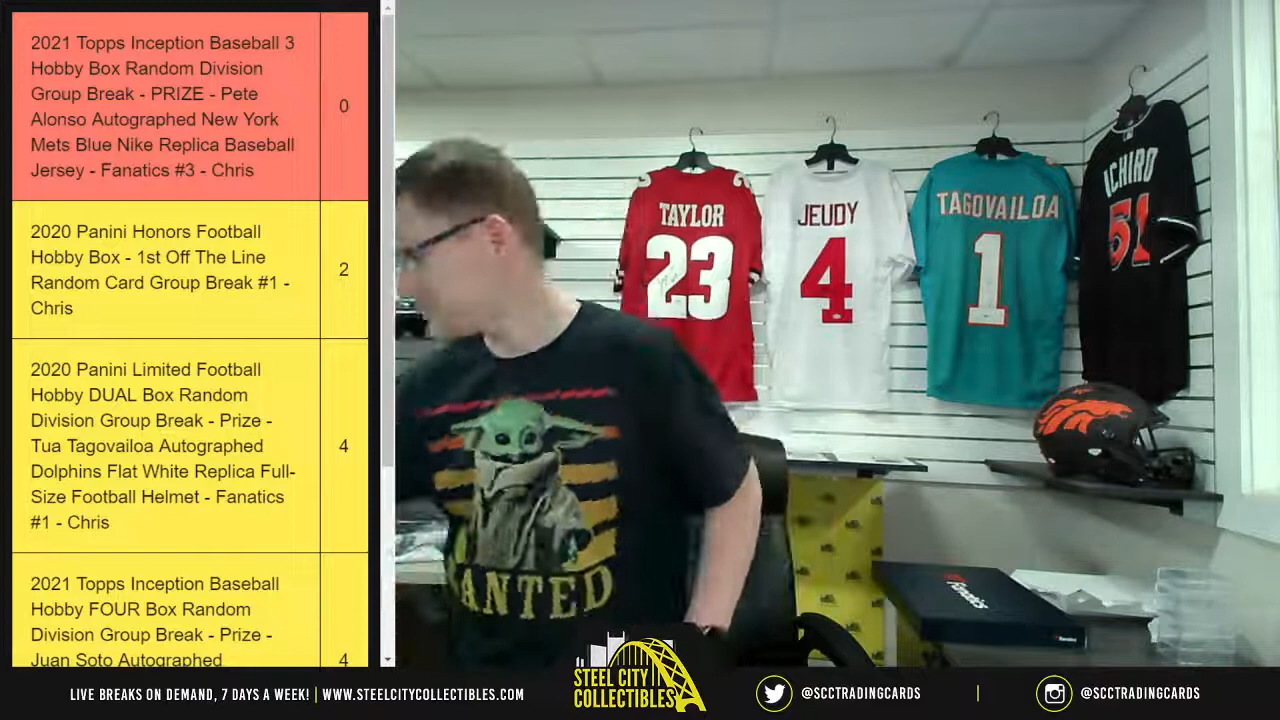 2021 Topps Inception Baseball 3
Hobby Box Random Division
Group Break - PRIZE - Pete
Alonso Autographed New York
Mets Blue Nike Replica Baseball
Jersey - Fanatics #3 - Chris
0
2020 Panini Honors Football
Hobby Box - 1st Off The Line
Random Card Group Break #1 -
Chris
2
2020 Panini Limited Football
Hobby DUAL Box Random
Division Group Break - Prize -
Tua Tagovailoa Autographed
Dolphins Flat White Replica Full-
Size Football Helmet - Fanatics
#1 - Chris
4
2021 Topps Inception Baseball
Hobby FOUR Box Random
Division Group Break - Prize -
Juan Soto Autographed
4
TAYLOR
23
JEUDY
4
TAGOVAILOA
1
ICHIRO
51
WANTED
Fanatics
Fanatics
LIVE BREAKS ON DEMAND, 7 DAYS A WEEK! | WWW.STEELCITYCOLLECTIBLES.COM
STEEL CITY
COLLECTIBLES
@SCCTRADINGCARDS
@SCCTRADINGCARDS